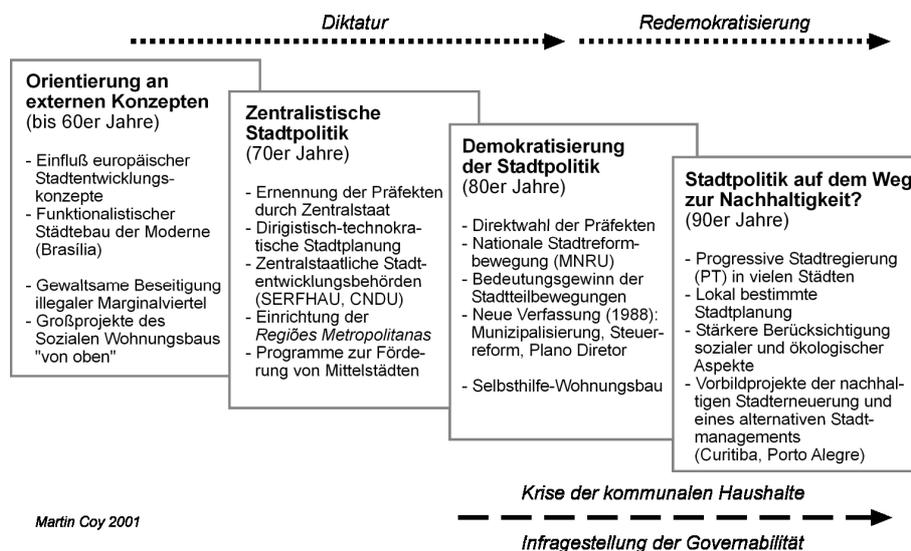 Diktatur
Redemokratisierung
Orientierung an
externen Konzepten
(bis 60er Jahre)
- Einfluß europäischer
Stadtentwicklungs-
konzepte
- Funktionalistischer
Städtebau der Moderne
(Brasília)
- Gewaltsame Beseitigung
illegaler Marginalviertel
- Großprojekte des
Sozialen Wohnungsbaus
"von oben"
Zentralistische
Stadtpolitik
(70er Jahre)
- Ernennung der Präfekten
durch Zentralstaat
- Dirigistisch-technokra-
tische Stadtplanung
- Zentralstaatliche Stadt-
entwicklungsbehörden
(SERFHAU, CNDU)
- Einrichtung der
Regiões Metropolitanas
- Programme zur Förde-
rung von Mittelstädten
Demokratisierung
der Stadtpolitik
(80er Jahre)
- Direktwahl der Präfekten
- Nationale Stadtreform-
bewegung (MNRU)
- Bedeutungsgewinn der
Stadtteilbewegungen
- Neue Verfassung (1988):
Munizipalisierung, Steuer-
reform, Plano Diretor
- Selbsthilfe-Wohnungsbau
Stadtpolitik auf dem Weg
zur Nachhaltigkeit?
(90er Jahre)
- Progressive Stadtregierung
(PT) in vielen Städten
- Lokal bestimmte
Stadtplanung
- Stärkere Berücksichtigung
sozialer und ökologischer
Aspekte
- Vorbildprojekte der nachhal-
tigen Stadterneuerung und
eines alternativen Stadt-
managements
(Curitiba, Porto Alegre)
Krise der kommunalen Haushalte
Infragestellung der Governabilität
Martin Coy 2001